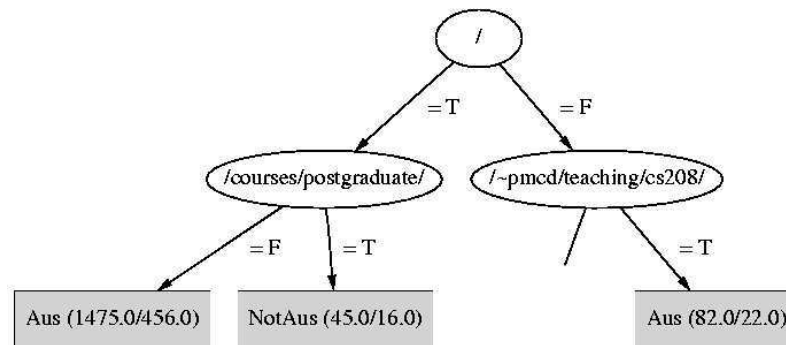 /
= T
= F
/courses/postgraduate/
/~pmcd/teaching/cs208/
= F
= T
= T
Aus (1475.0/456.0)
NotAus (45.0/16.0)
Aus (82.0/22.0)